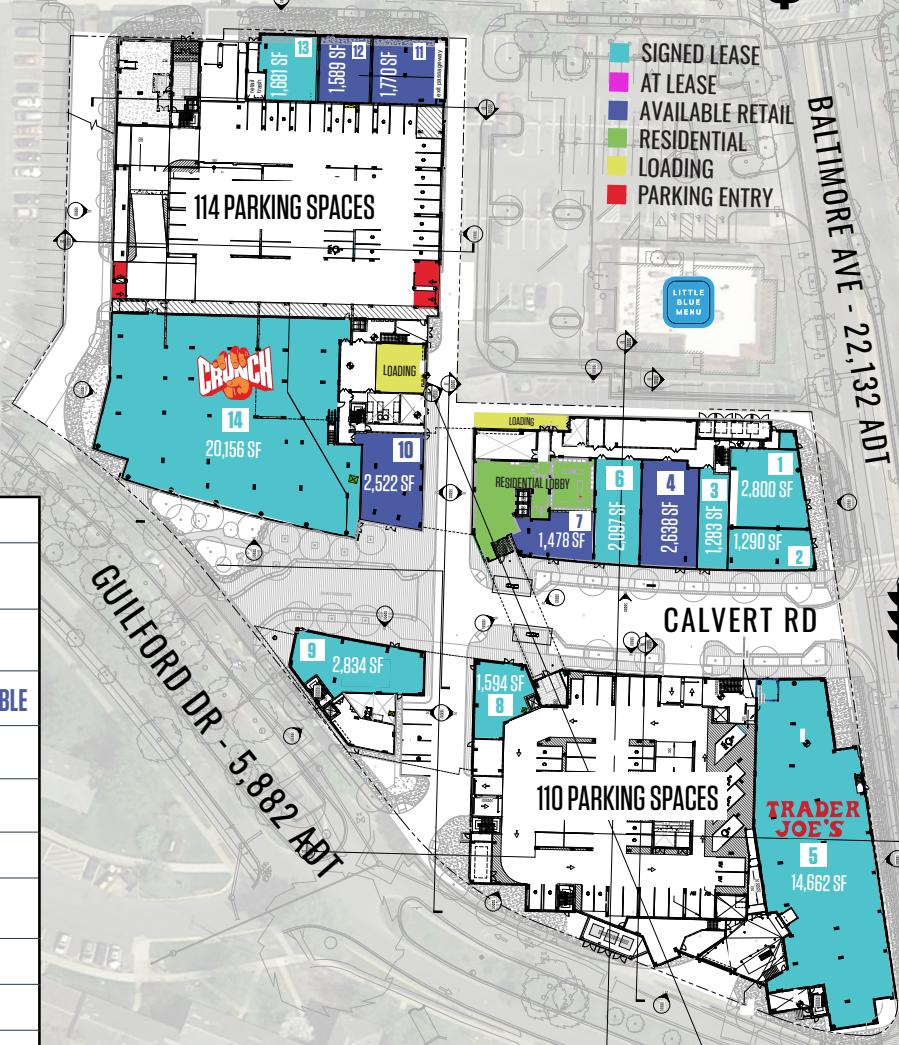 13
1,681 SF
12
1,589 SF
11
1,770 SF
retail trash
exit passageway
SIGNED LEASE
AT LEASE
AVAILABLE RETAIL
RESIDENTIAL
LOADING
PARKING ENTRY
BALTIMORE AVE - 22,132 ADT
114 PARKING SPACES
LITTLE
BLUE
MENU
CRUNCH
LOADING
14
20,156 SF
10
2,522 SF
LOADING
RESIDENTIAL LOBBY
7
1,478 SF
6
2,097 SF
4
2,638 SF
3
1,283 SF
1
2,800 SF
1,290 SF
2
GUILFORD DR - 5,882 ADT
CALVERT RD
9
2,834 SF
1,594 SF
8
BLE
110 PARKING SPACES
TRADER
JOE'S
5
14,662 SF